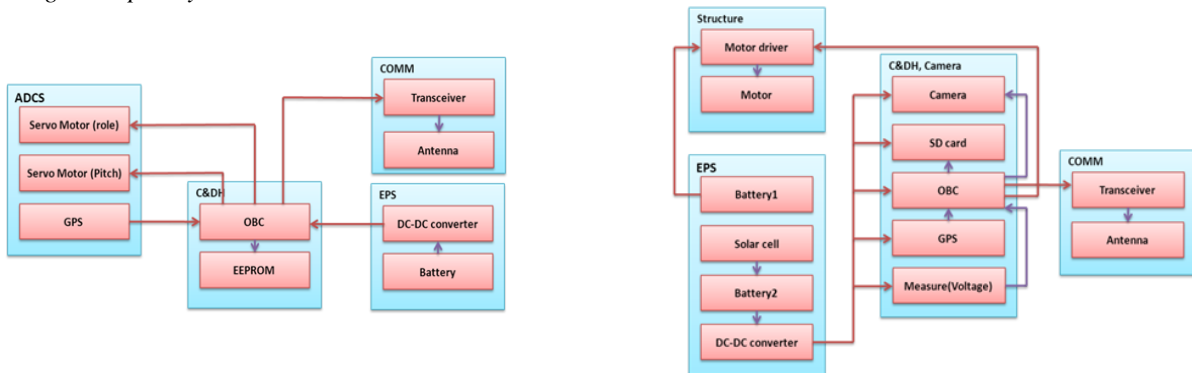 ADCS
Servo Motor (role)
Servo Motor (Pitch)
GPS
C&DH
OBC
EEPROM
COMM
Transceiver
Antenna
EPS
DC-DC converter
Battery
Structure
Motor driver
Motor
EPS
Battery1
Solar cell
Battery2
DC-DC converter
C&DH, Camera
Camera
SD card
OBC
GPS
Measure(Voltage)
COMM
Transceiver
Antenna